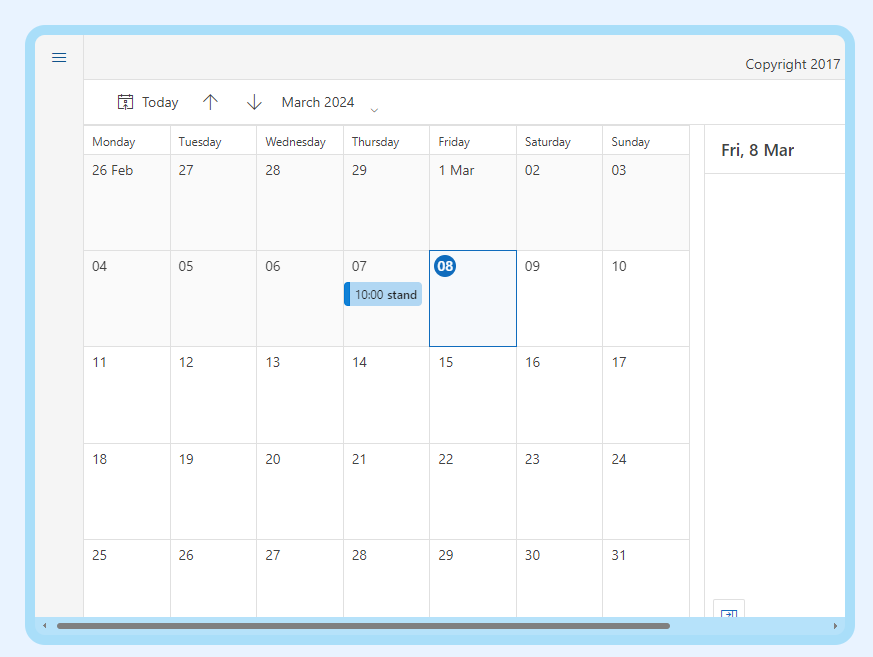 Copyright 2017
Today
March 2024
Monday Tuesday Wednesday Thursday Friday Saturday Sunday
Fri, 8 Mar
26 Feb 27 28 29 1 Mar 02 03
04 05 06 07 08 09 10
10:00 stand
11 12 13 14 15 16 17
18 19 20 21 22 23 24
25 26 27 28 29 30 31